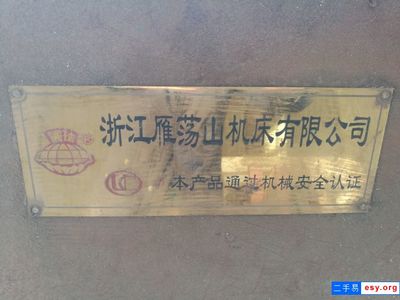 浙江雁荡山机床有限公司
本产品通过机械安全认证
二手易 esy.org